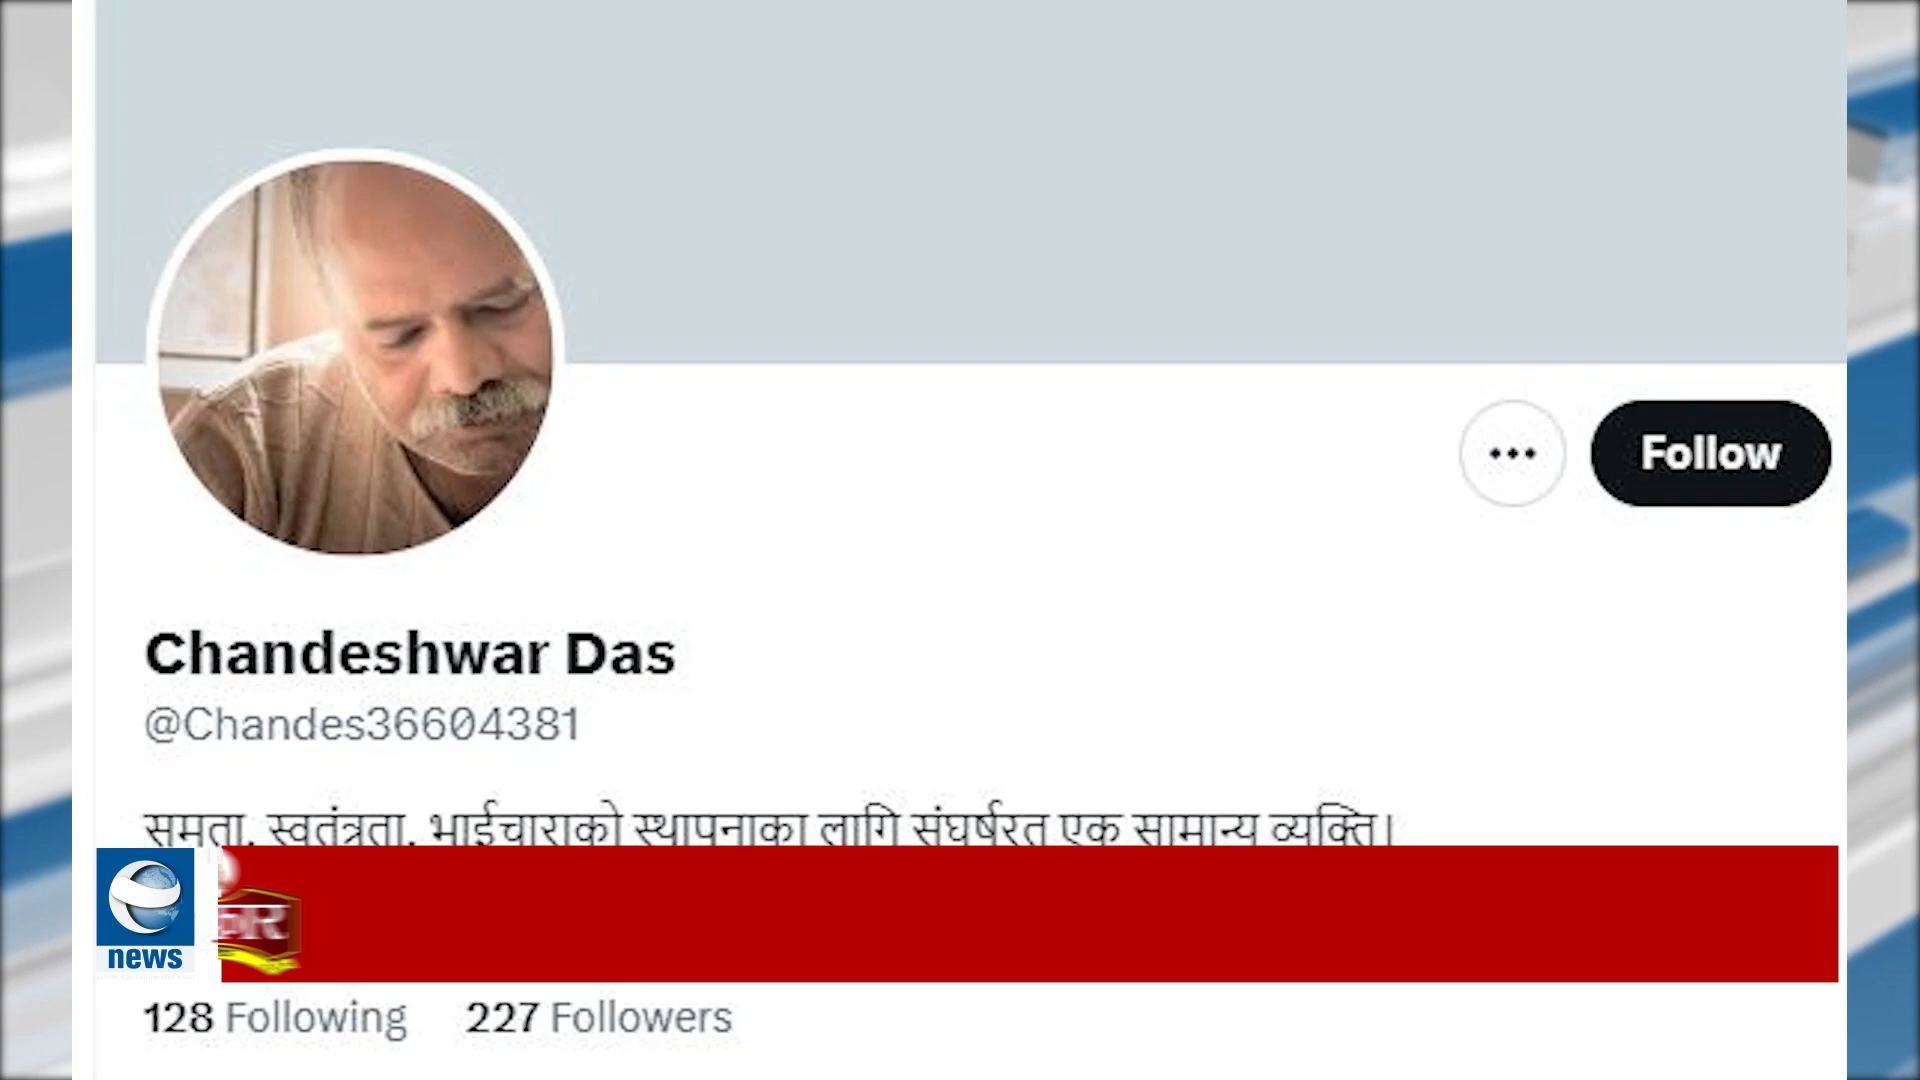 Follow
Chandeshwar Das
@Chandes36604381
समता, स्वतंत्रता, भाईचाराको स्थापनाका लागि संघर्षरत एक सामान्य व्यक्ति।
news
128 Following 227 Followers